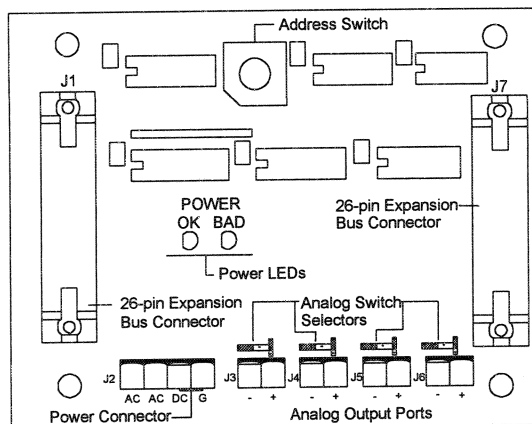 Address Switch
J1
J7
POWER
OK BAD
26-pin Expansion
Bus Connector
Power LEDs
26-pin Expansion
Bus Connector
Analog Switch
Selectors
J2
J3
J4
J5
J6
AC AC DC G
- + - + - + - +
Power Connector
Analog Output Ports